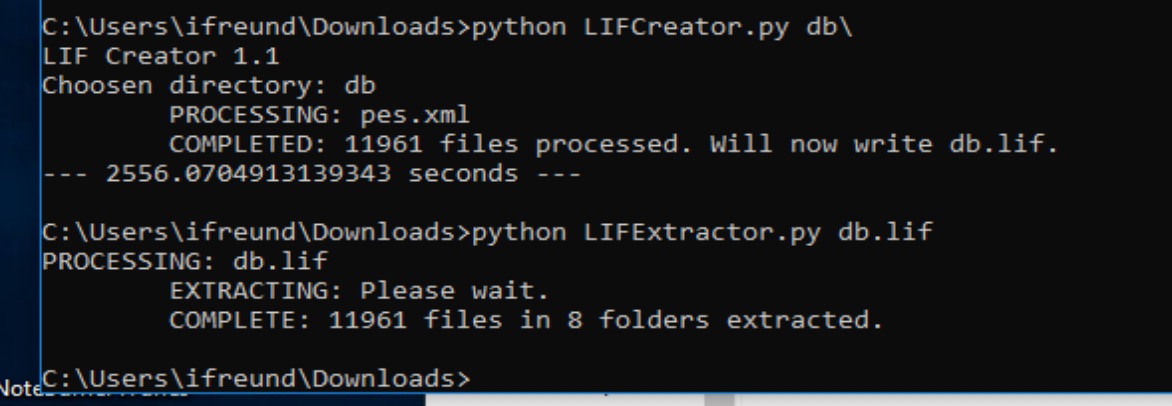 C:\Users\ifreund\Downloads>python LIFCreator.py db\
LIF Creator 1.1
Choosen directory: db
        PROCESSING: pes.xml
        COMPLETED: 11961 files processed. Will now write db.lif.
--- 2556.0704913139343 seconds ---

C:\Users\ifreund\Downloads>python LIFExtractor.py db.lif
PROCESSING: db.lif
        EXTRACTING: Please wait.
        COMPLETE: 11961 files in 8 folders extracted.

C:\Users\ifreund\Downloads>